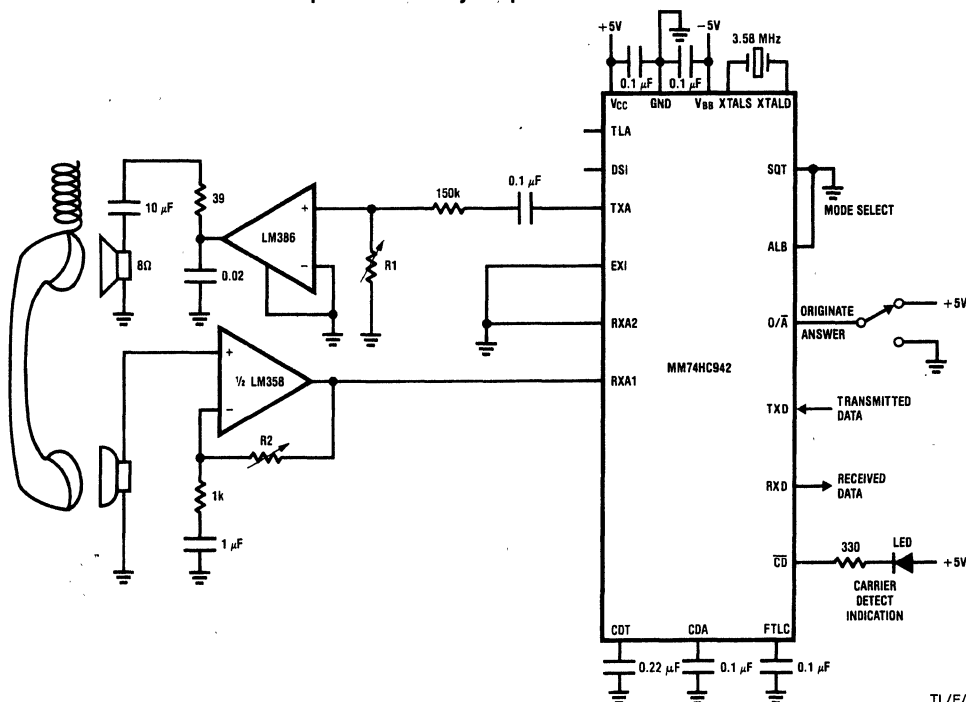 +5V
−5V
3.58 MHz
0.1 μF
0.1 μF
VCC
GND
VBB
XTALS
XTALD
TLA
DSI
TXA
EXI
RXA2
RXA1
SQT
ALB
O/A̅
TXD
RXD
C̅D̅
MM74HC942
CDT
CDA
FTLC
0.22 μF
0.1 μF
0.1 μF
MODE SELECT
ORIGINATE
ANSWER
+5V
TRANSMITTED
DATA
RECEIVED
DATA
330
LED
+5V
CARRIER
DETECT
INDICATION
10 μF
39
8Ω
0.02
LM386
+
−
150k
0.1 μF
R1
½ LM358
+
−
R2
1k
1 μF